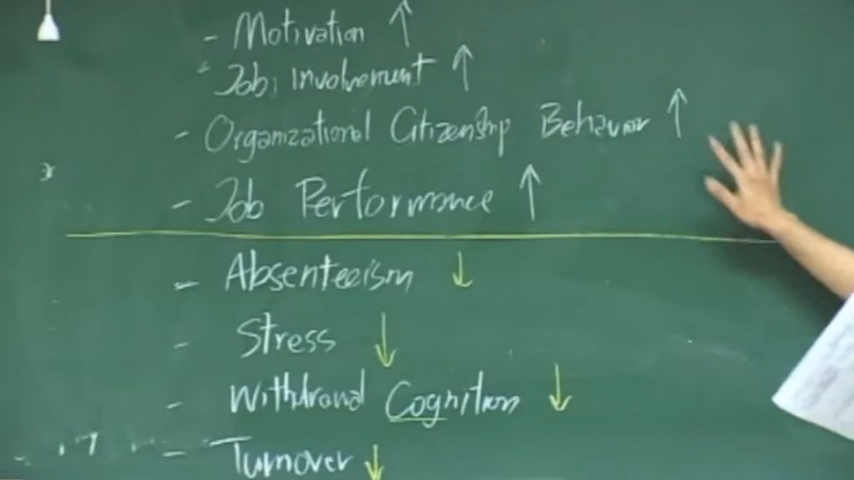 - Motivation ↑
- Job Involvement ↑
- Organizational Citizenship Behavior ↑
- Job Performance ↑
- Absenteeism ↓
- Stress ↓
- Withdrawal Cognition ↓
- Turnover ↓